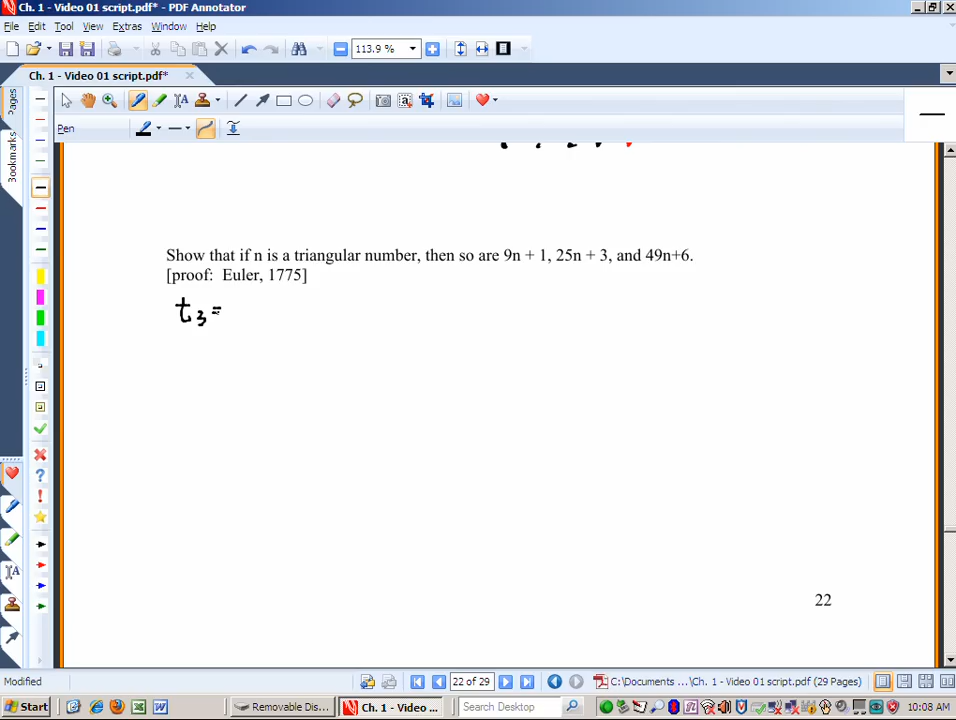 Ch. 1 - Video 01 script.pdf* - PDF Annotator
File Edit Tool View Extras Window Help
113.9 %
Ch. 1 - Video 01 script.pdf*
Pages
Bookmarks
Pen
Show that if n is a triangular number, then so are 9n + 1, 25n + 3, and 49n+6.
[proof: Euler, 1775]
t3 =
22
Modified
22 of 29
C:\Documents ...\Ch. 1 - Video 01 script.pdf (29 Pages)
Start
Removable Dis...
Ch. 1 - Video ...
Search Desktop
10:08 AM